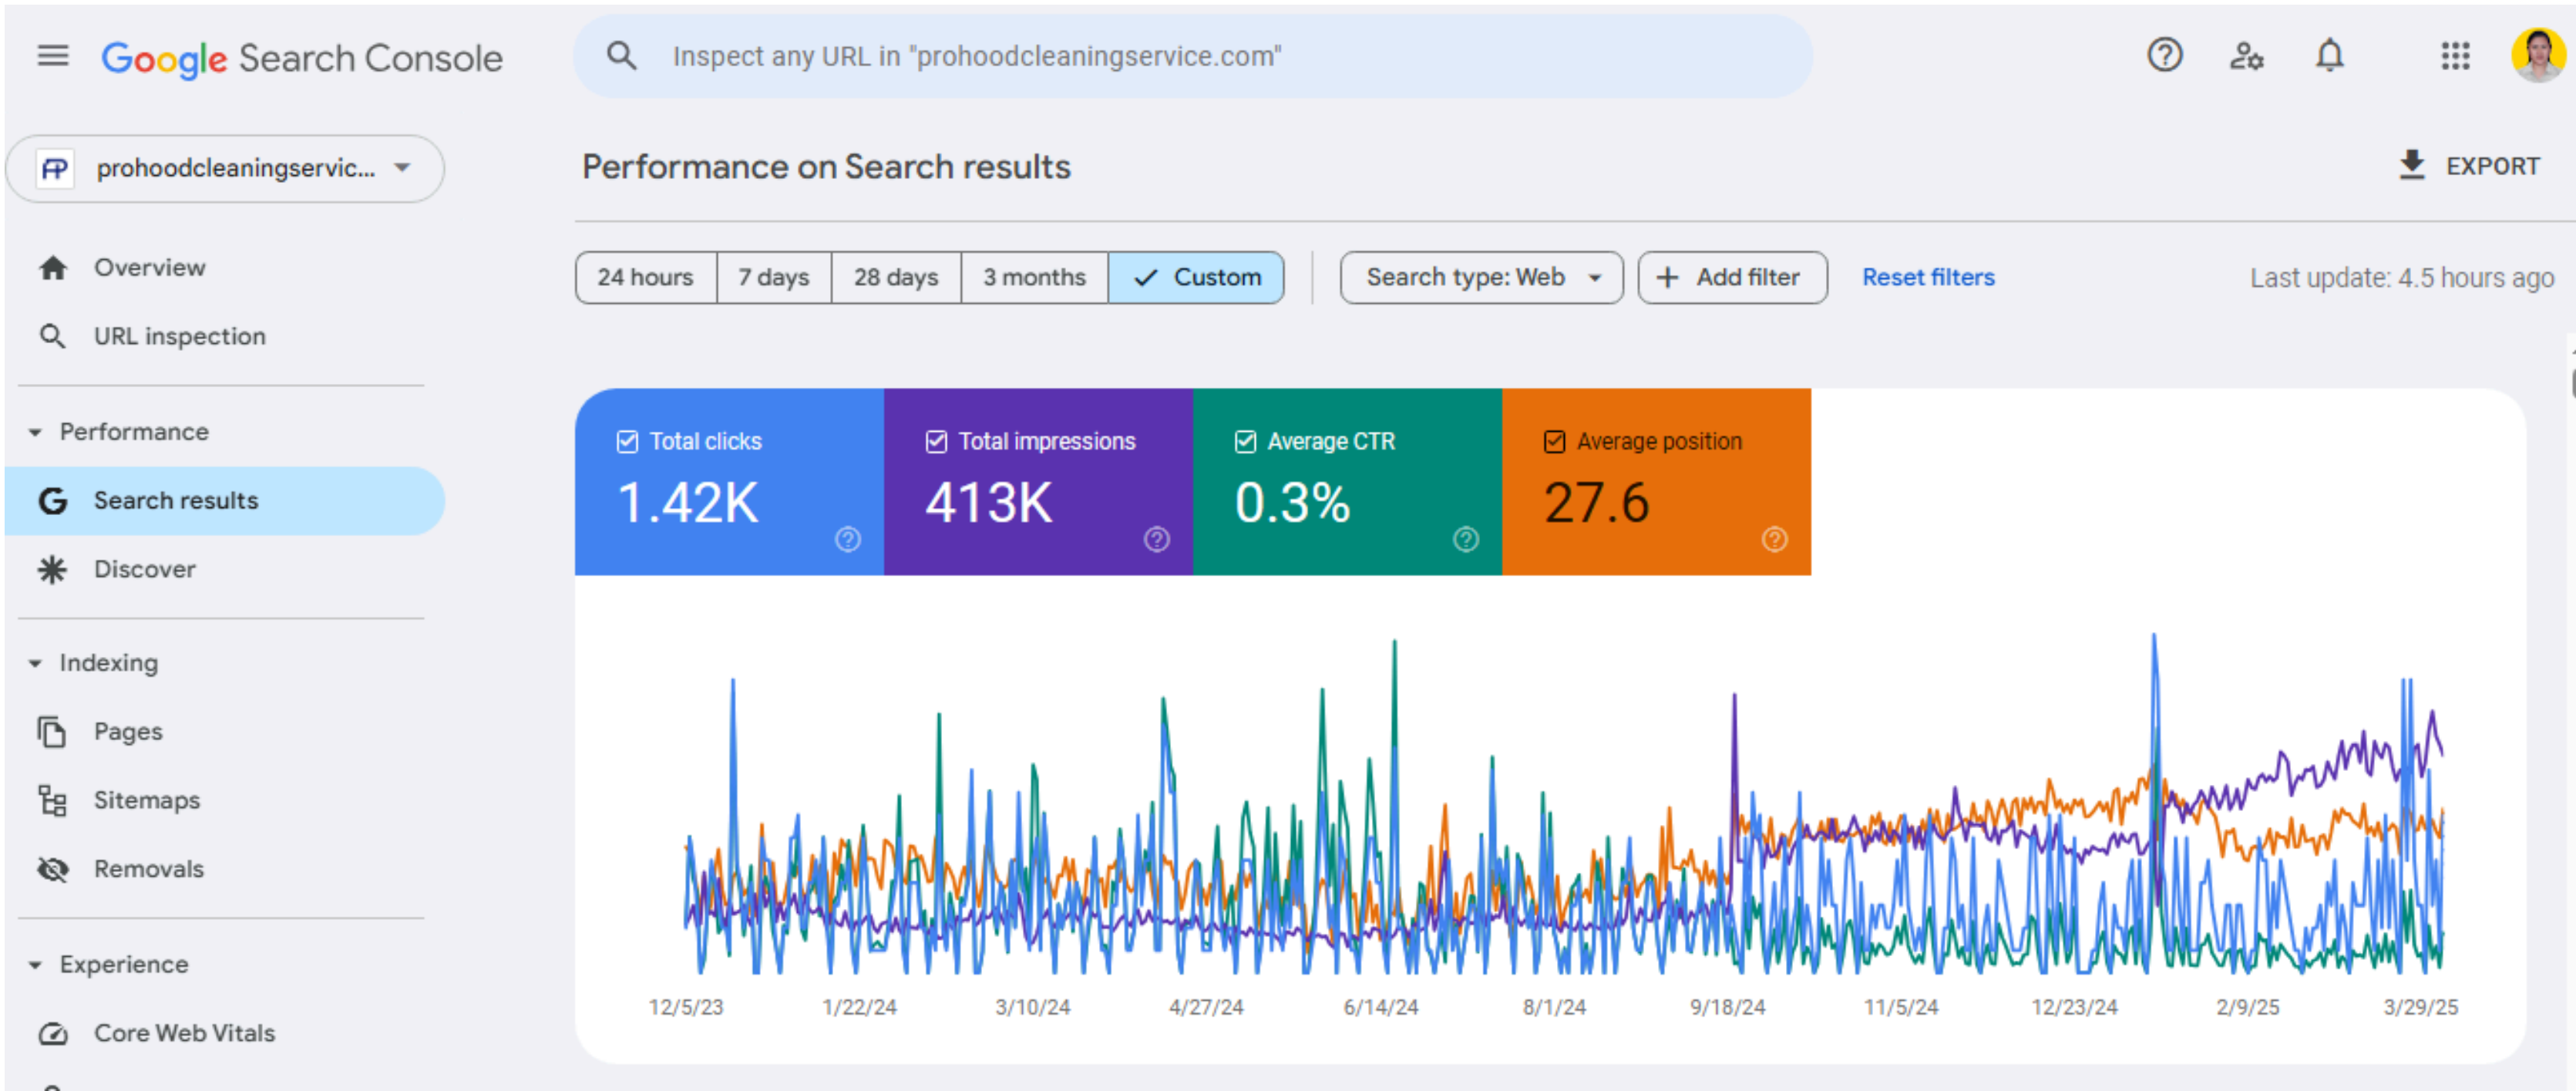 Google Search Console
Inspect any URL in "prohoodcleaningservice.com"
prohoodcleaningservic...
Performance on Search results
EXPORT
24 hours
7 days
28 days
3 months
Custom
Search type: Web
Add filter
Reset filters
Last update: 4.5 hours ago
Overview
URL inspection
Performance
Search results
Discover
Indexing
Pages
Sitemaps
Removals
Experience
Core Web Vitals
Total clicks
1.42K
Total impressions
413K
Average CTR
0.3%
Average position
27.6
12/5/23 1/22/24 3/10/24 4/27/24 6/14/24 8/1/24 9/18/24 11/5/24 12/23/24 2/9/25 3/29/25